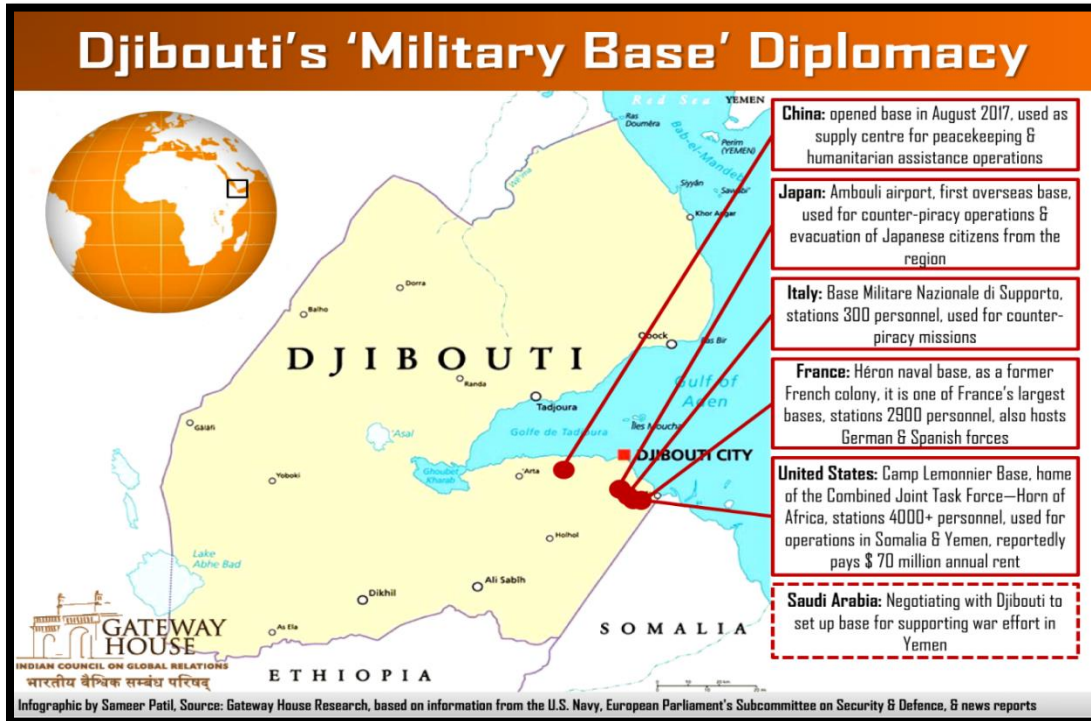 Djibouti's 'Military Base' Diplomacy
Red Sea
YEMEN
Ras
Doumêra
Bab-el-Mandeb
Perim
(YEMEN)
Siyyân
Sawabi'
Khor Angar
Dorra
Balho
DJIBOUTI
Randa
Tadjoura
Obock
Ras Bir
Gulf of
Aden
Îles Moucha
Golfe de Tadjoura
'Asal
Galafi
Ghoubet
Kharab
'Arta
DJIBOUTI CITY
Yoboki
Holhol
Lake
Abhe Bad
Ali Sabîh
Dikhil
As Ela
SOMALIA
ETHIOPIA
China: opened base in August 2017, used as
supply centre for peacekeeping &
humanitarian assistance operations
Japan: Ambouli airport, first overseas base,
used for counter-piracy operations &
evacuation of Japanese citizens from the
region
Italy: Base Militare Nazionale di Supporto,
stations 300 personnel, used for counter-
piracy missions
France: Héron naval base, as a former
French colony, it is one of France's largest
bases, stations 2900 personnel, also hosts
German & Spanish forces
United States: Camp Lemonnier Base, home
of the Combined Joint Task Force—Horn of
Africa, stations 4000+ personnel, used for
operations in Somalia & Yemen, reportedly
pays $ 70 million annual rent
Saudi Arabia: Negotiating with Djibouti to
set up base for supporting war effort in
Yemen
GATEWAY
HOUSE
INDIAN COUNCIL ON GLOBAL RELATIONS
भारतीय वैश्विक सम्बंध परिषद्
Infographic by Sameer Patil, Source: Gateway House Research, based on information from the U.S. Navy, European Parliament's Subcommittee on Security & Defence, & news reports